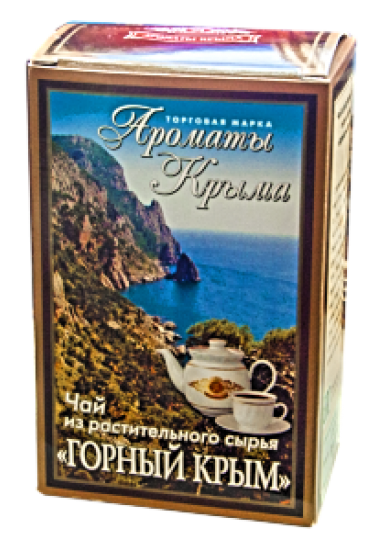 ТОРГОВАЯ МАРКА
Ароматы
Крыма
Чай
из растительного сырья
«ГОРНЫЙ КРЫМ»